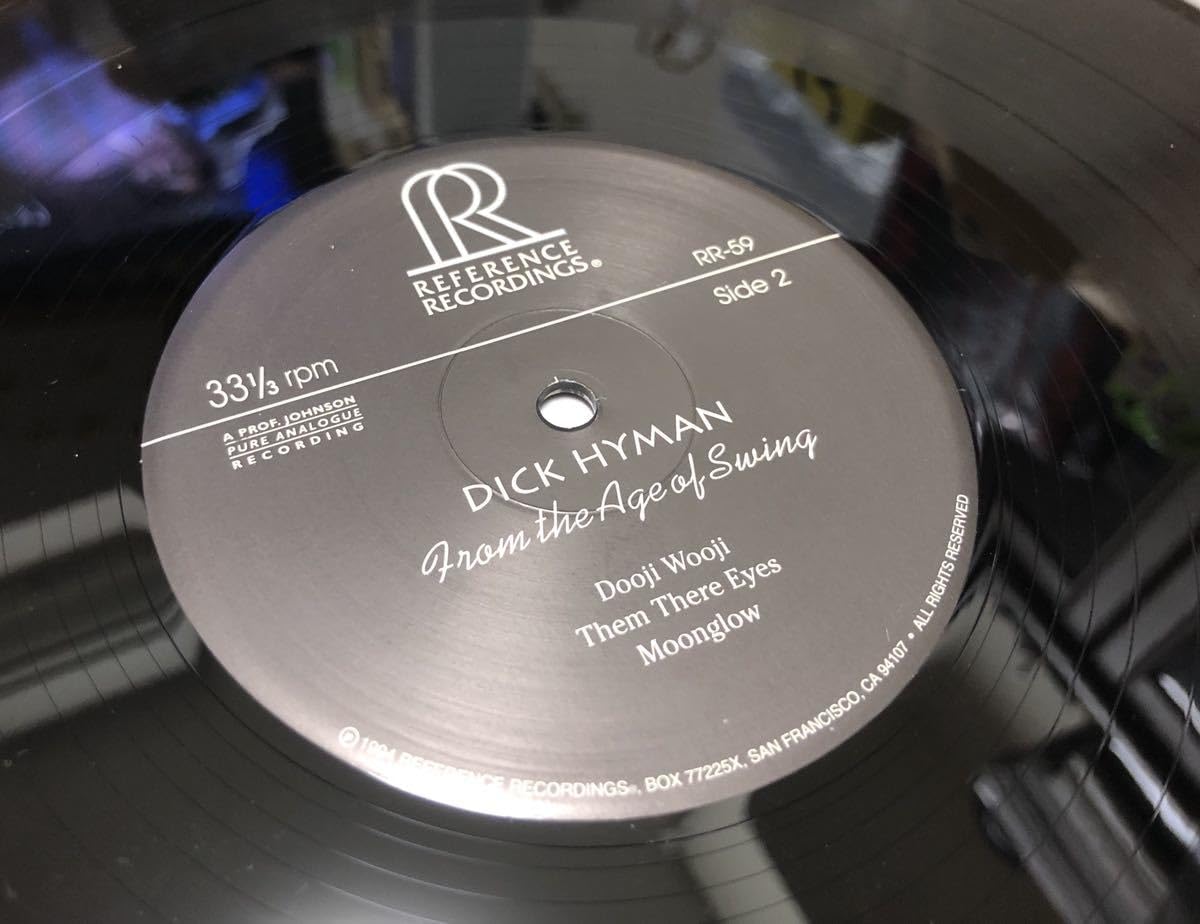 REFERENCE
RECORDINGS®
RR-59
Side 2
33⅓ rpm
A PROF. JOHNSON
PURE ANALOGUE
RECORDING
DICK HYMAN
From the Age of Swing
Dooji Wooji
Them There Eyes
Moonglow
℗ 1994 REFERENCE RECORDINGS®, BOX 77225X, SAN FRANCISCO, CA 94107 • ALL RIGHTS RESERVED